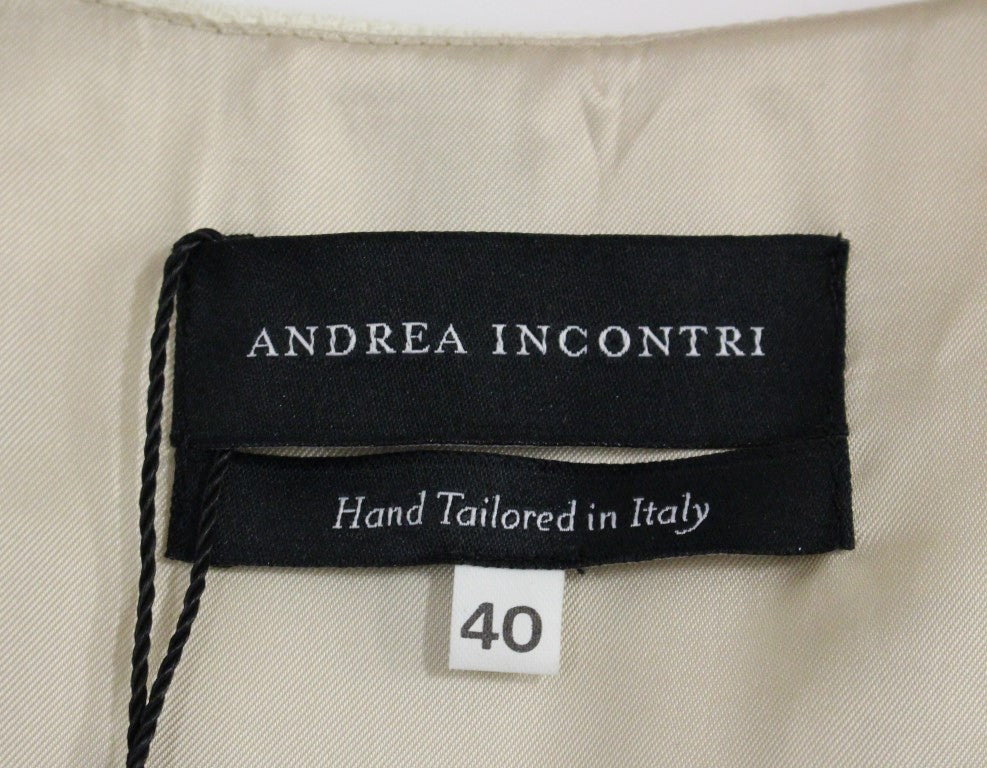 ANDREA INCONTRI
Hand Tailored in Italy
40